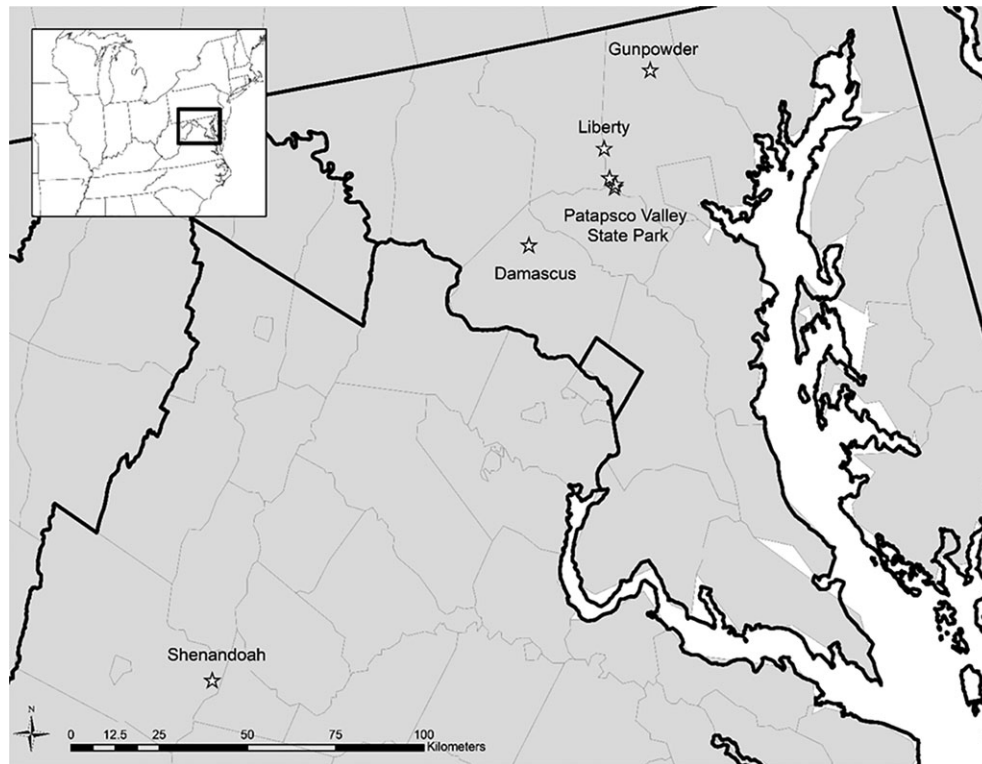 Gunpowder
Liberty
Patapsco Valley
State Park
Damascus
Shenandoah
N
0 12.5 25 50 75 100
Kilometers